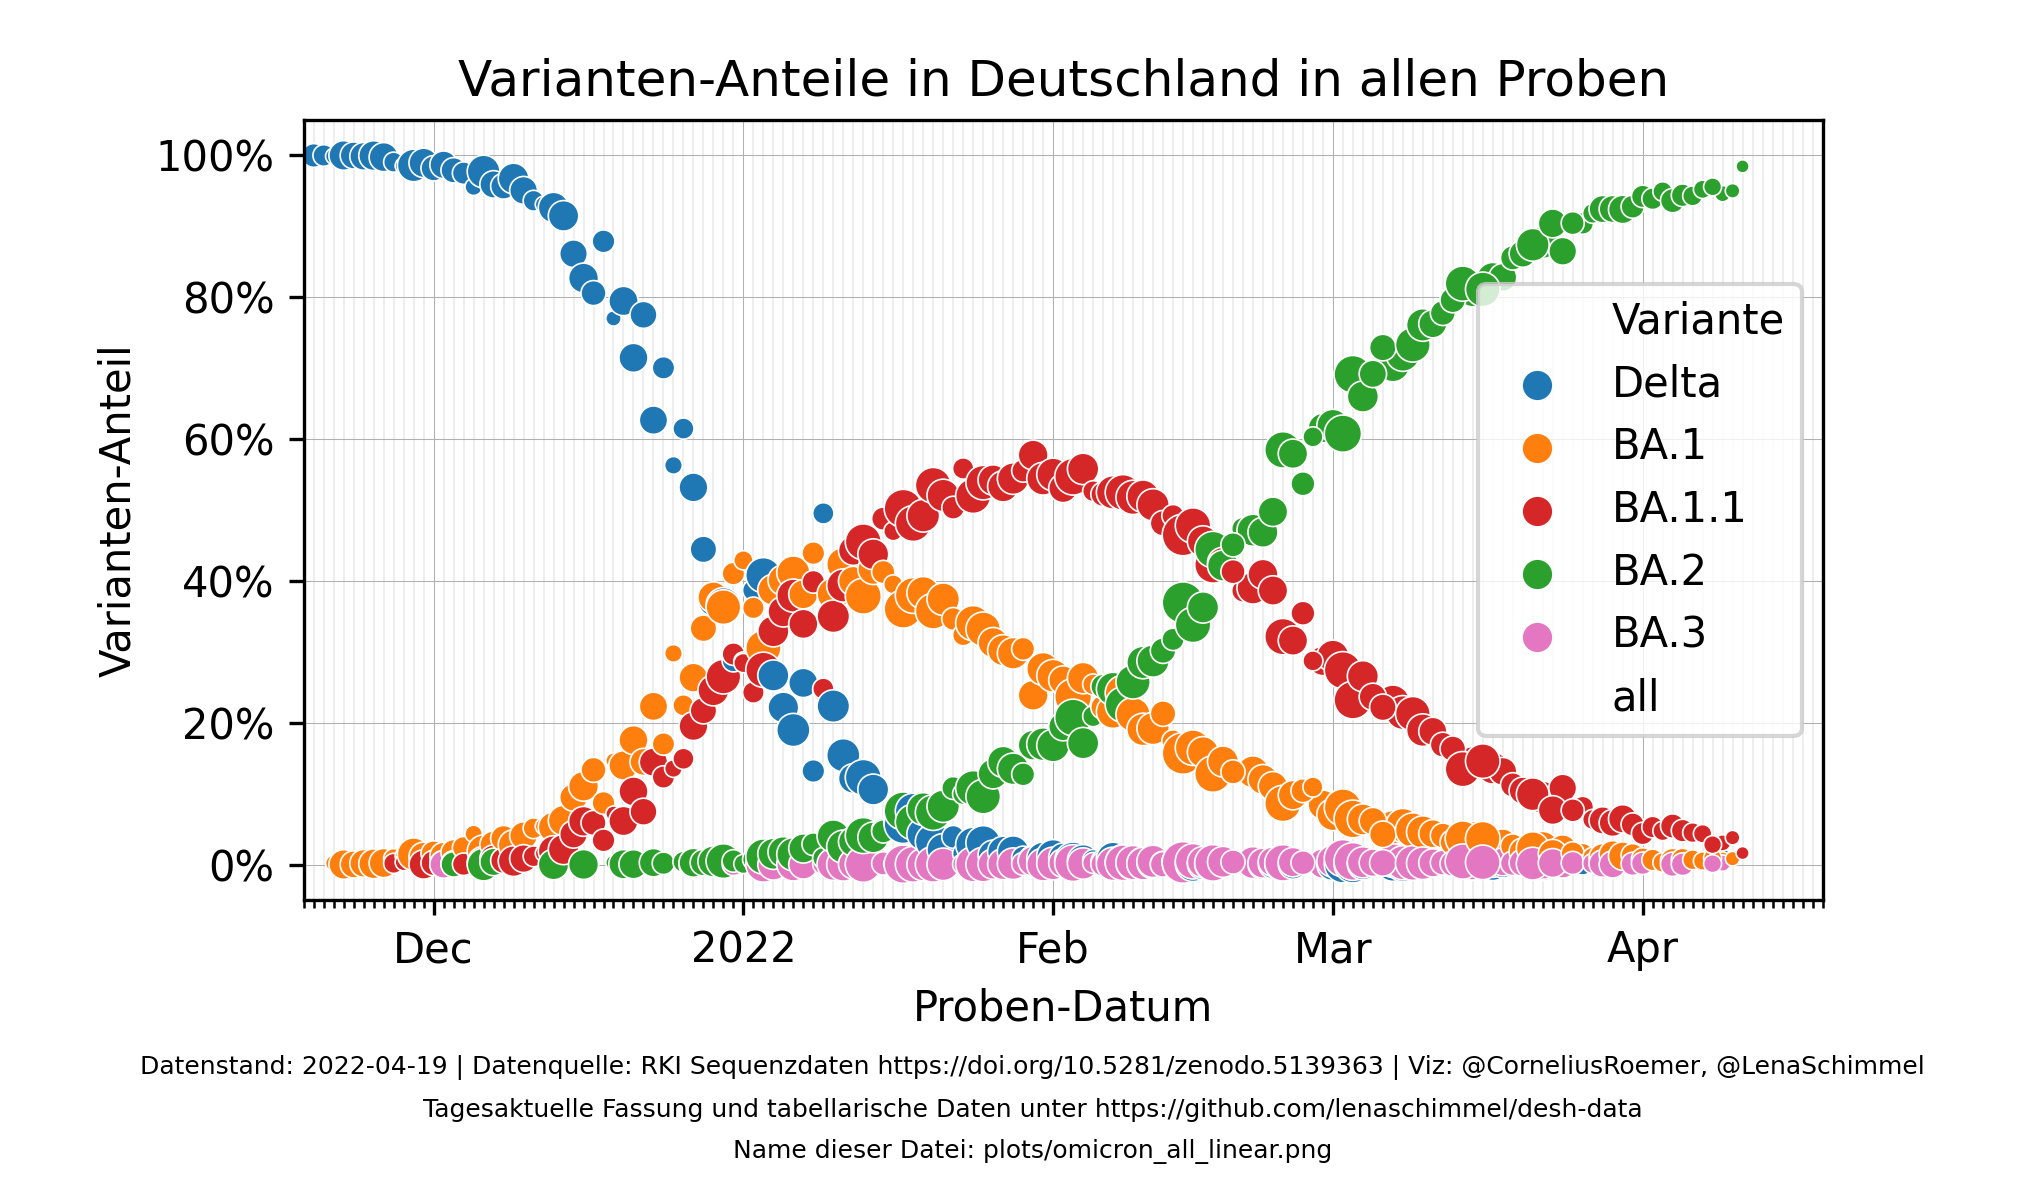 Varianten-Anteile in Deutschland in allen Proben
100%
80%
60%
40%
20%
0%
Varianten-Anteil
Variante
Delta
BA.1
BA.1.1
BA.2
BA.3
all
Dec
2022
Feb
Mar
Apr
Proben-Datum
Datenstand: 2022-04-19 | Datenquelle: RKI Sequenzdaten https://doi.org/10.5281/zenodo.5139363 | Viz: @CorneliusRoemer, @LenaSchimmel
Tagesaktuelle Fassung und tabellarische Daten unter https://github.com/lenaschimmel/desh-data
Name dieser Datei: plots/omicron_all_linear.png